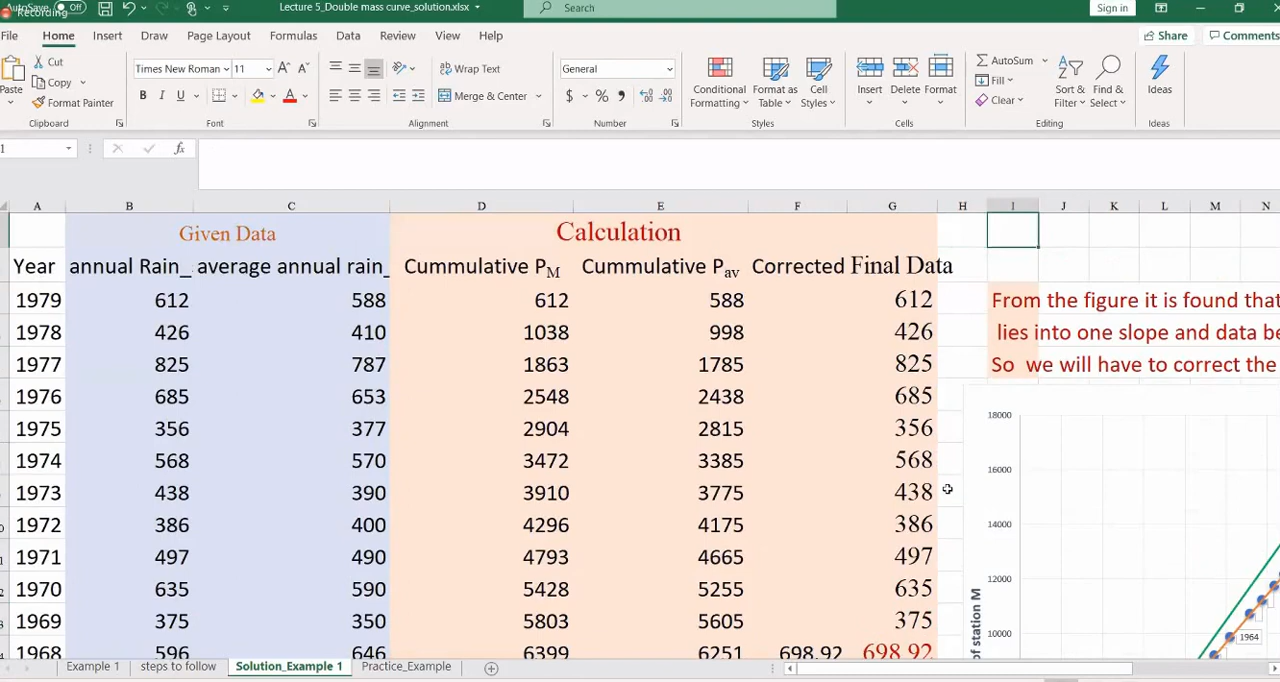 Recording
AutoSave Off Lecture 5_Double mass curve_solution.xlsx Search Sign in
File Home Insert Draw Page Layout Formulas Data Review View Help Share Comments
Paste Cut Copy Format Painter
Times New Roman 11 A A
B I U A
Wrap Text
Merge & Center
General
$ % ,
Conditional Formatting Format as Table Cell Styles
Insert Delete Format
AutoSum Fill Clear
Sort & Filter Find & Select
Ideas
Clipboard Font Alignment Number Styles Cells Editing Ideas
1 fx
A B C D E F G H I J K L M N
Given Data Calculation
Year annual Rain_ average annual rain_ Cummulative PM Cummulative Pav Corrected Final Data
1979 612 588 612 588 612 From the figure it is found that
1978 426 410 1038 998 426 lies into one slope and data be
1977 825 787 1863 1785 825 So we will have to correct the
1976 685 653 2548 2438 685
1975 356 377 2904 2815 356
1974 568 570 3472 3385 568
1973 438 390 3910 3775 438
1972 386 400 4296 4175 386
1971 497 490 4793 4665 497
1970 635 590 5428 5255 635
1969 375 350 5803 5605 375
1968 596 646 6399 6251 698.92 698.92
18000
16000
14000
12000
10000
of station M
1964
Example 1 steps to follow Solution_Example 1 Practice_Example